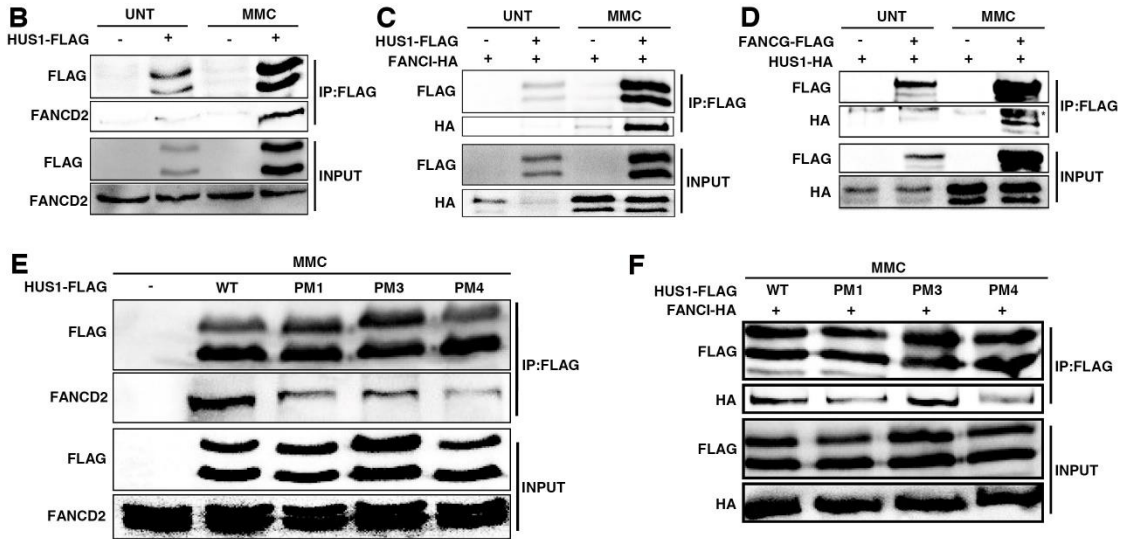 B
UNT MMC
HUS1-FLAG - + - +
FLAG
FANCD2
IP:FLAG
FLAG
FANCD2
INPUT
C
UNT MMC
HUS1-FLAG - + - +
FANCI-HA + + + +
FLAG
HA
IP:FLAG
FLAG
HA
INPUT
D
UNT MMC
FANCG-FLAG - + - +
HUS1-HA + + + +
FLAG
HA
*
IP:FLAG
FLAG
HA
INPUT
E
MMC
HUS1-FLAG - WT PM1 PM3 PM4
FLAG
FANCD2
IP:FLAG
FLAG
FANCD2
INPUT
F
MMC
HUS1-FLAG WT PM1 PM3 PM4
FANCI-HA + + + +
FLAG
HA
IP:FLAG
FLAG
HA
INPUT